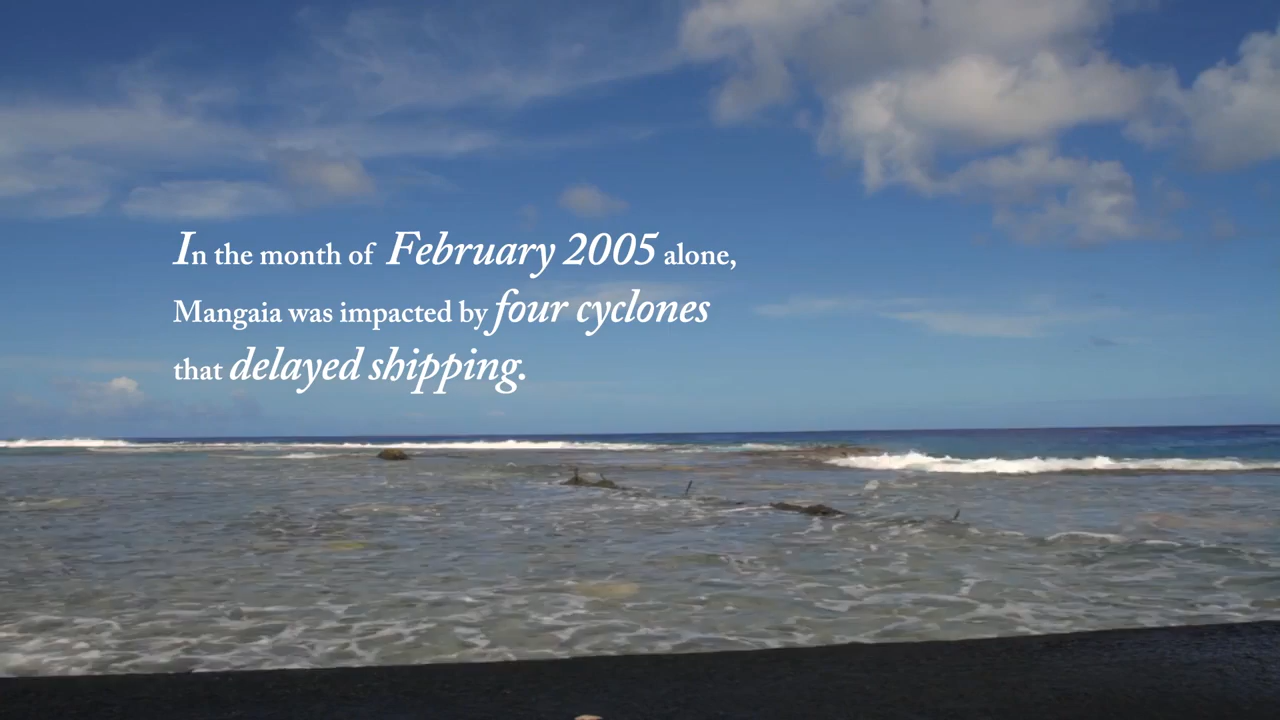 In the month of February 2005 alone,
Mangaia was impacted by four cyclones
that delayed shipping.